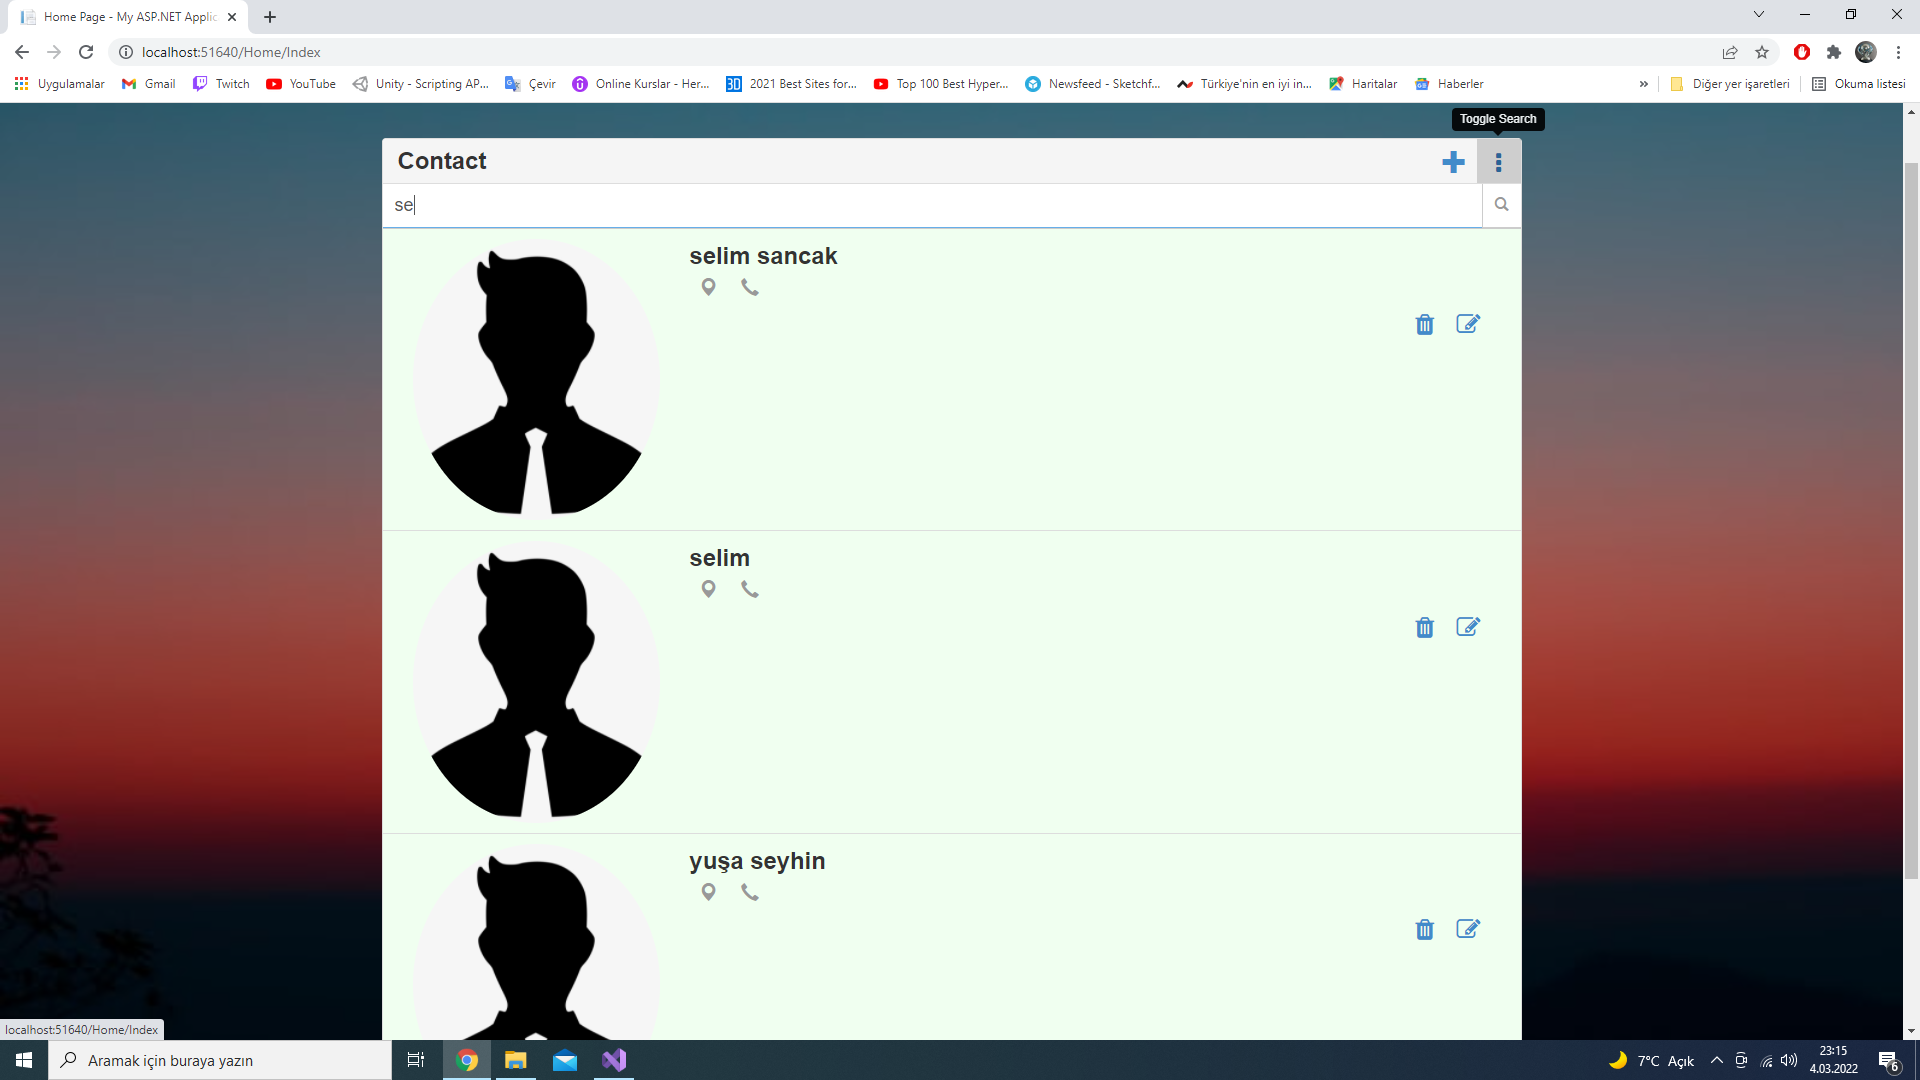 Home Page - My ASP.NET Applic
localhost:51640/Home/Index
Uygulamalar
Gmail
Twitch
YouTube
Unity - Scripting AP...
Çevir
Online Kurslar - Her...
3D 2021 Best Sites for...
Top 100 Best Hyper...
Newsfeed - Sketchf...
Türkiye'nin en iyi in...
Haritalar
Haberler
»
Diğer yer işaretleri
Okuma listesi
Toggle Search
Contact
se
selim sancak
selim
yuşa seyhin
localhost:51640/Home/Index
Aramak için buraya yazın
7°C Açık
23:15
4.03.2022
6